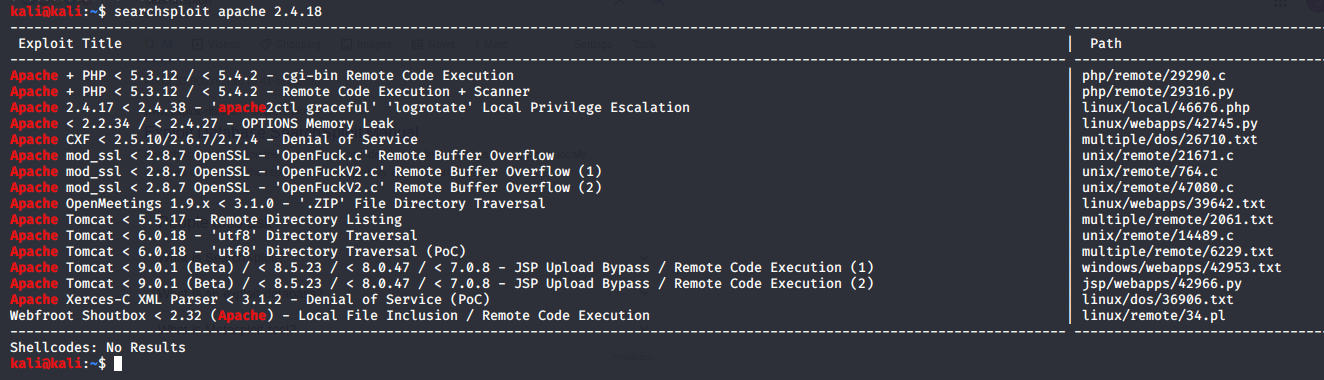 kali@kali:~$ searchsploit apache 2.4.18
Exploit Title | Path
Apache + PHP < 5.3.12 / < 5.4.2 - cgi-bin Remote Code Execution | php/remote/29290.c
Apache + PHP < 5.3.12 / < 5.4.2 - Remote Code Execution + Scanner | php/remote/29316.py
Apache 2.4.17 < 2.4.38 - 'apache2ctl graceful' 'logrotate' Local Privilege Escalation | linux/local/46676.php
Apache < 2.2.34 / < 2.4.27 - OPTIONS Memory Leak | linux/webapps/42745.py
Apache CXF < 2.5.10/2.6.7/2.7.4 - Denial of Service | multiple/dos/26710.txt
Apache mod_ssl < 2.8.7 OpenSSL - 'OpenFuck.c' Remote Buffer Overflow | unix/remote/21671.c
Apache mod_ssl < 2.8.7 OpenSSL - 'OpenFuckV2.c' Remote Buffer Overflow (1) | unix/remote/764.c
Apache mod_ssl < 2.8.7 OpenSSL - 'OpenFuckV2.c' Remote Buffer Overflow (2) | unix/remote/47080.c
Apache OpenMeetings 1.9.x < 3.1.0 - '.ZIP' File Directory Traversal | linux/webapps/39642.txt
Apache Tomcat < 5.5.17 - Remote Directory Listing | multiple/remote/2061.txt
Apache Tomcat < 6.0.18 - 'utf8' Directory Traversal | unix/remote/14489.c
Apache Tomcat < 6.0.18 - 'utf8' Directory Traversal (PoC) | multiple/remote/6229.txt
Apache Tomcat < 9.0.1 (Beta) / < 8.5.23 / < 8.0.47 / < 7.0.8 - JSP Upload Bypass / Remote Code Execution (1) | windows/webapps/42953.txt
Apache Tomcat < 9.0.1 (Beta) / < 8.5.23 / < 8.0.47 / < 7.0.8 - JSP Upload Bypass / Remote Code Execution (2) | jsp/webapps/42966.py
Apache Xerces-C XML Parser < 3.1.2 - Denial of Service (PoC) | linux/dos/36906.txt
Webfroot Shoutbox < 2.32 (Apache) - Local File Inclusion / Remote Code Execution | linux/remote/34.pl
Shellcodes: No Results
kali@kali:~$